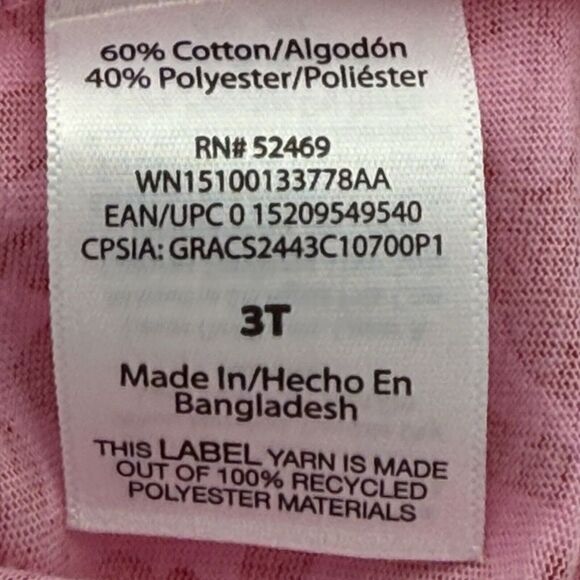 60% Cotton/Algodón
40% Polyester/Poliéster
RN# 52469
WN15100133778AA
EAN/UPC 0 15209549540
CPSIA: GRACS2443C10700P1
3T
Made In/Hecho En
Bangladesh
THIS LABEL YARN IS MADE
OUT OF 100% RECYCLED
POLYESTER MATERIALS